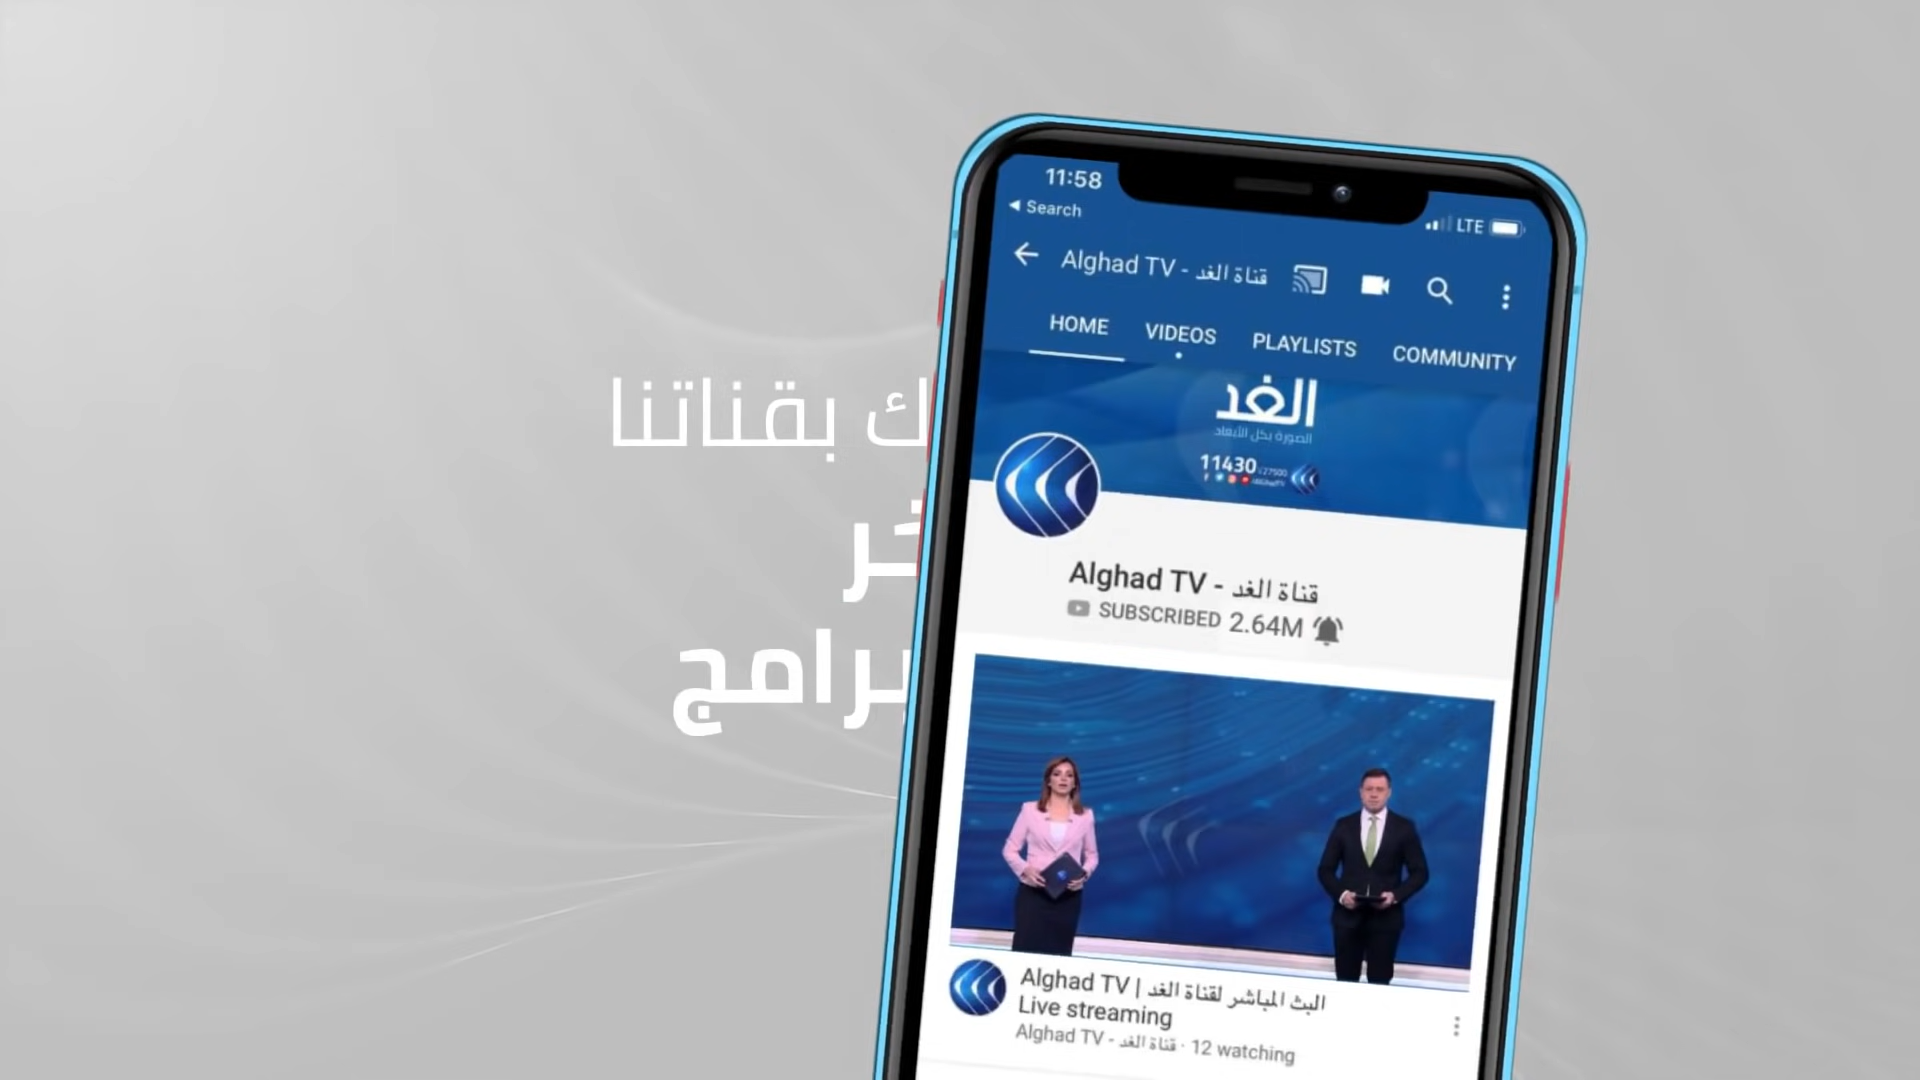 بقناتنا
برامج
11:58
Search
LTE
Alghad TV - قناة الغد
HOME VIDEOS PLAYLISTS COMMUNITY
الغد
الصورة بكل الأبعاد
11430
27500
Alghad TV - قناة الغد
SUBSCRIBED 2.64M
Alghad TV | البث المباشر لقناة الغد
Live streaming
Alghad TV - قناة الغد · 12 watching